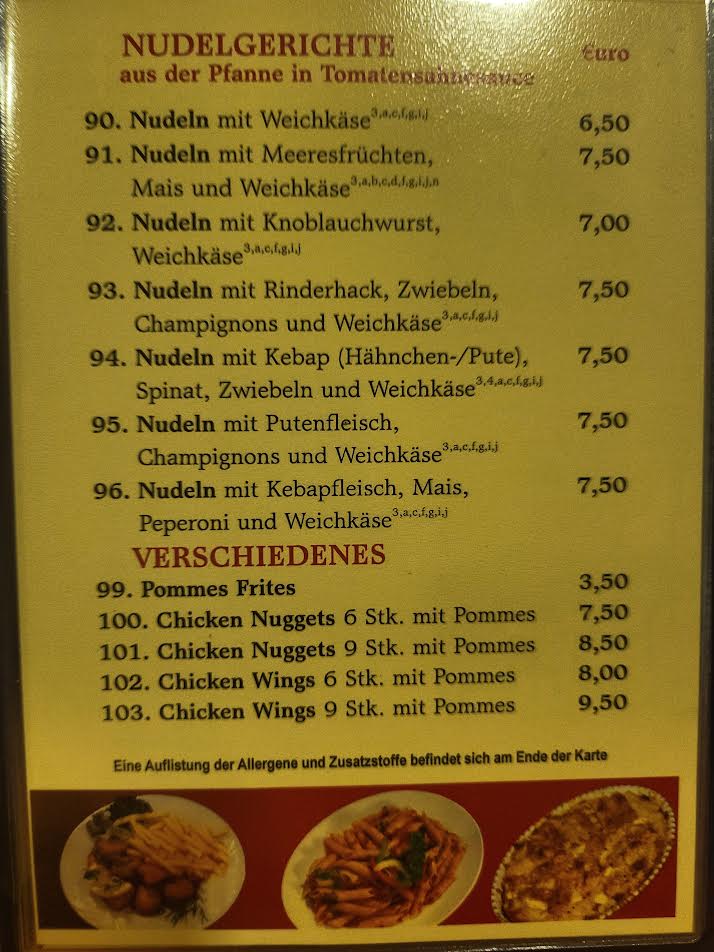 NUDELGERICHTE €uro
aus der Pfanne in Tomatensahnesauce
90. Nudeln mit Weichkäse3,a,c,f,g,i,j 6,50
91. Nudeln mit Meeresfrüchten, 7,50
Mais und Weichkäse3,a,b,c,d,f,g,i,j,n
92. Nudeln mit Knoblauchwurst, 7,00
Weichkäse3,a,c,f,g,i,j
93. Nudeln mit Rinderhack, Zwiebeln, 7,50
Champignons und Weichkäse3,a,c,f,g,i,j
94. Nudeln mit Kebap (Hähnchen-/Pute), 7,50
Spinat, Zwiebeln und Weichkäse3,4,a,c,f,g,i,j
95. Nudeln mit Putenfleisch, 7,50
Champignons und Weichkäse3,a,c,f,g,i,j
96. Nudeln mit Kebapfleisch, Mais, 7,50
Peperoni und Weichkäse3,a,c,f,g,i,j
VERSCHIEDENES
99. Pommes Frites 3,50
100. Chicken Nuggets 6 Stk. mit Pommes 7,50
101. Chicken Nuggets 9 Stk. mit Pommes 8,50
102. Chicken Wings 6 Stk. mit Pommes 8,00
103. Chicken Wings 9 Stk. mit Pommes 9,50
Eine Auflistung der Allergene und Zusatzstoffe befindet sich am Ende der Karte